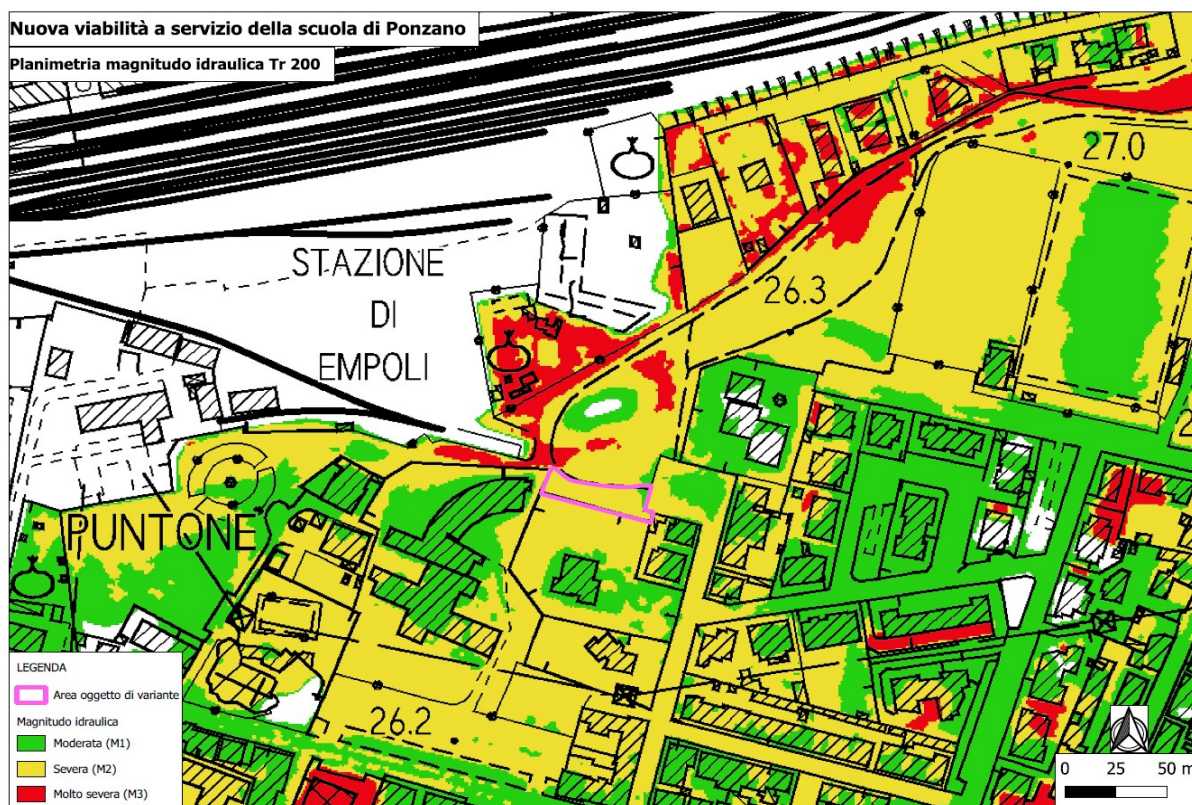 Nuova viabilità a servizio della scuola di Ponzano
Planimetria magnitudo idraulica Tr 200
27.0
STAZIONE
DI
EMPOLI
26.3
PUNTONE
26.2
LEGENDA
Area oggetto di variante
Magnitudo idraulica
Moderata (M1)
Severa (M2)
Molto severa (M3)
0 25 50 m